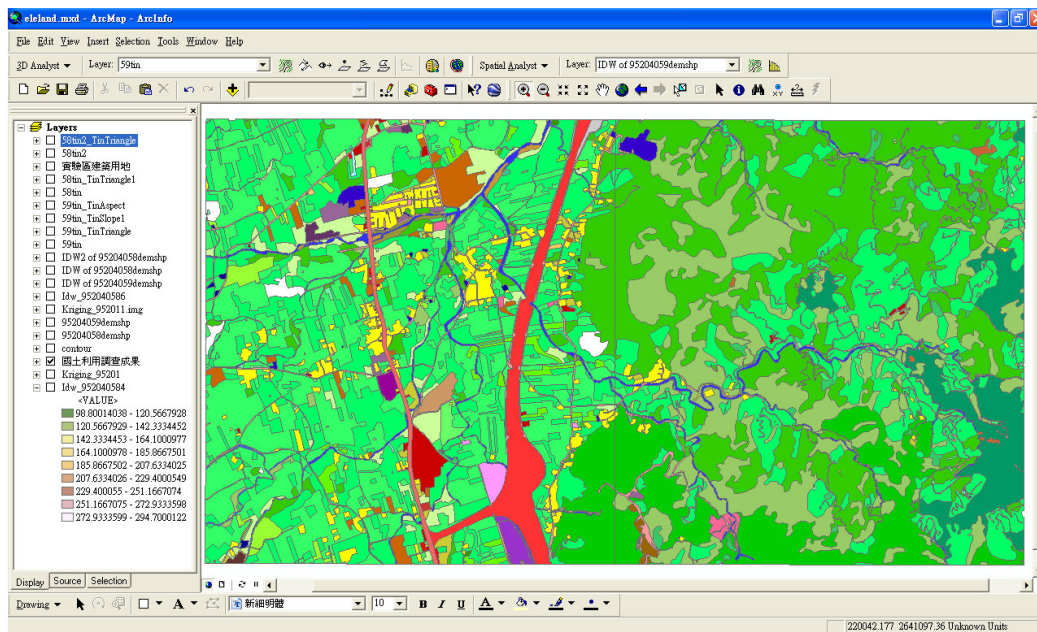 eleland.mxd - ArcMap - ArcInfo
File Edit View Insert Selection Tools Window Help
3D Analyst Layer: 59tin Spatial Analyst Layer: IDW of 95204059demshp
Layers
58tin2_TinTriangle
58tin2
實驗區建築用地
58tin_TinTriangle1
58tin
59tin_TinAspect
59tin_TinSlope1
59tin_TinTriangle
59tin
IDW2 of 95204058demshp
IDW of 95204058demshp
IDW of 95204059demshp
Idw_952040586
Kriging_952011.img
95204059demshp
95204058demshp
contour
國土利用調查成果
Kriging_95201
Idw_952040584
<VALUE>
98.80014038 - 120.5667928
120.5667929 - 142.3334452
142.3334453 - 164.1000977
164.1000978 - 185.8667501
185.8667502 - 207.6334025
207.6334026 - 229.4000549
229.400055 - 251.1667074
251.1667075 - 272.9333598
272.9333599 - 294.7000122
Display Source Selection
Drawing A 新細明體 10 B I U A
220042.177 2641097.36 Unknown Units